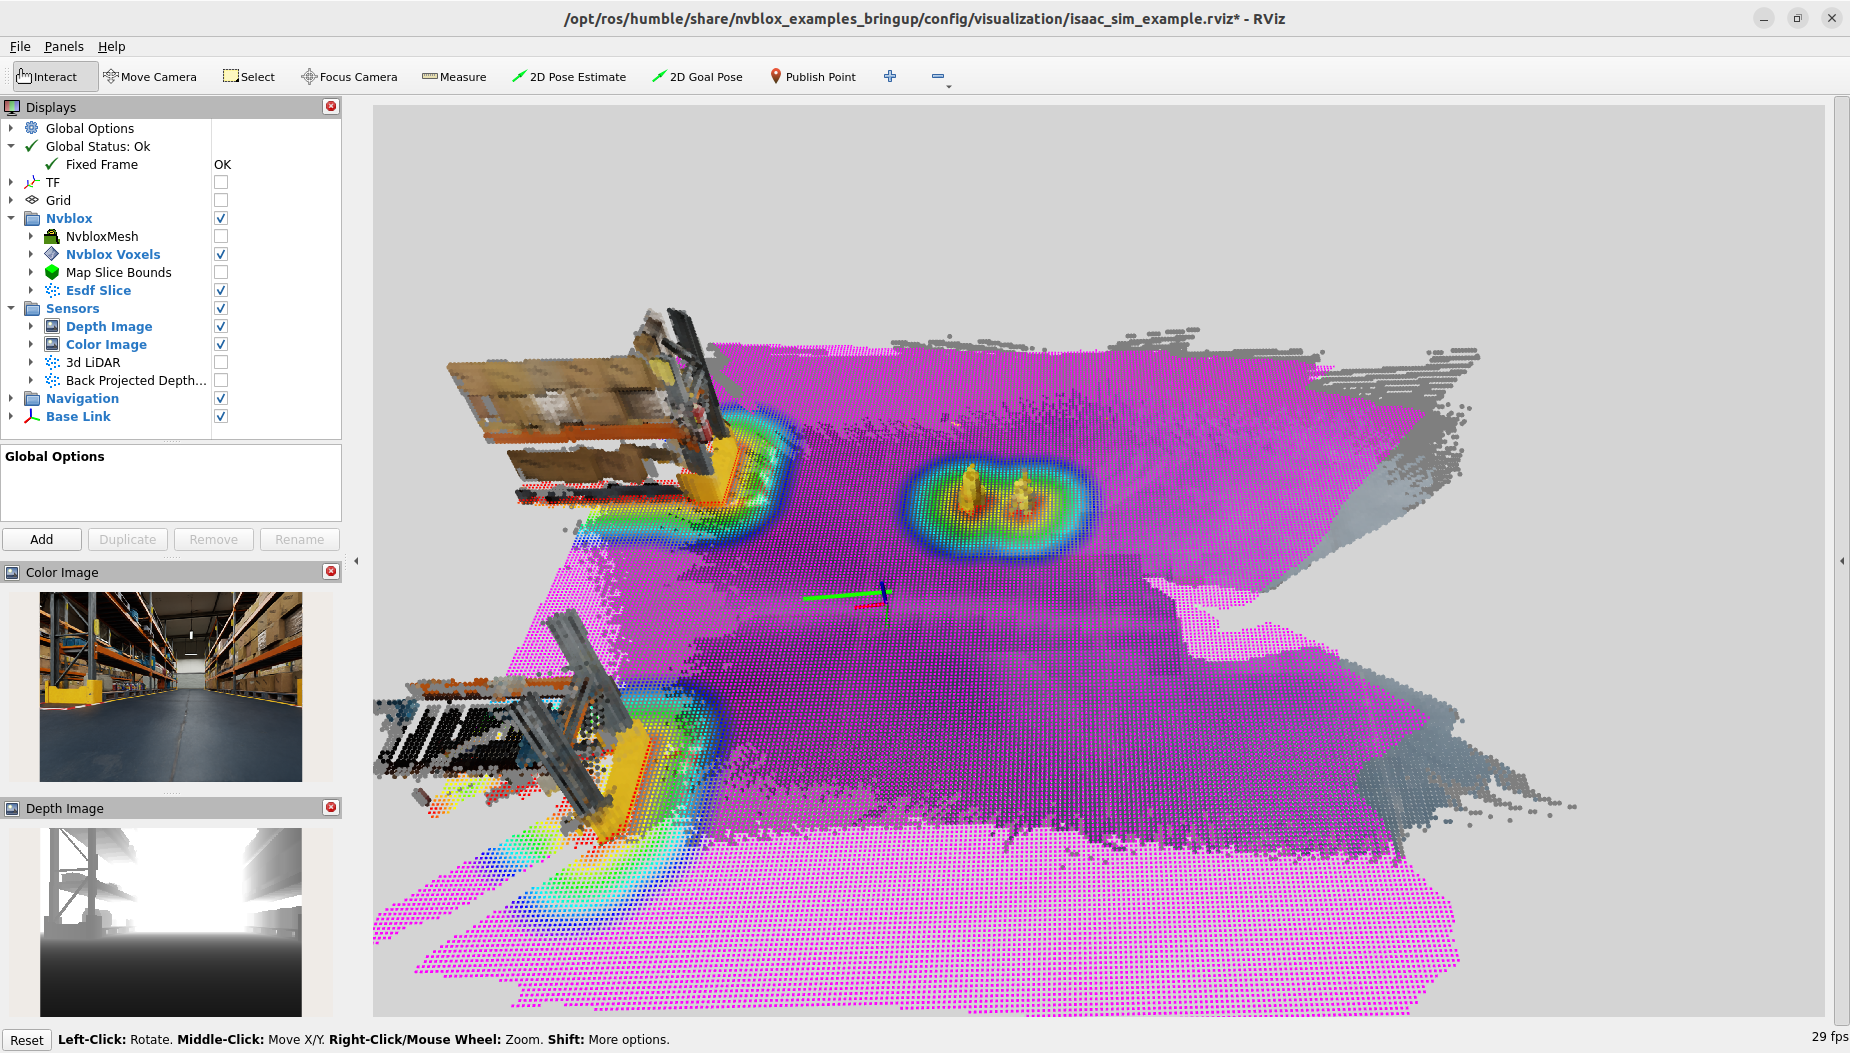 /opt/ros/humble/share/nvblox_examples_bringup/config/visualization/isaac_sim_example.rviz* - RViz
File Panels Help
Interact Move Camera Select Focus Camera Measure 2D Pose Estimate 2D Goal Pose Publish Point
Displays
Global Options
Global Status: Ok
Fixed Frame OK
TF
Grid
Nvblox
NvbloxMesh
Nvblox Voxels
Map Slice Bounds
Esdf Slice
Sensors
Depth Image
Color Image
3d LiDAR
Back Projected Depth...
Navigation
Base Link
Global Options
Add Duplicate Remove Rename
Color Image
Depth Image
Reset Left-Click: Rotate. Middle-Click: Move X/Y. Right-Click/Mouse Wheel: Zoom. Shift: More options. 29 fps